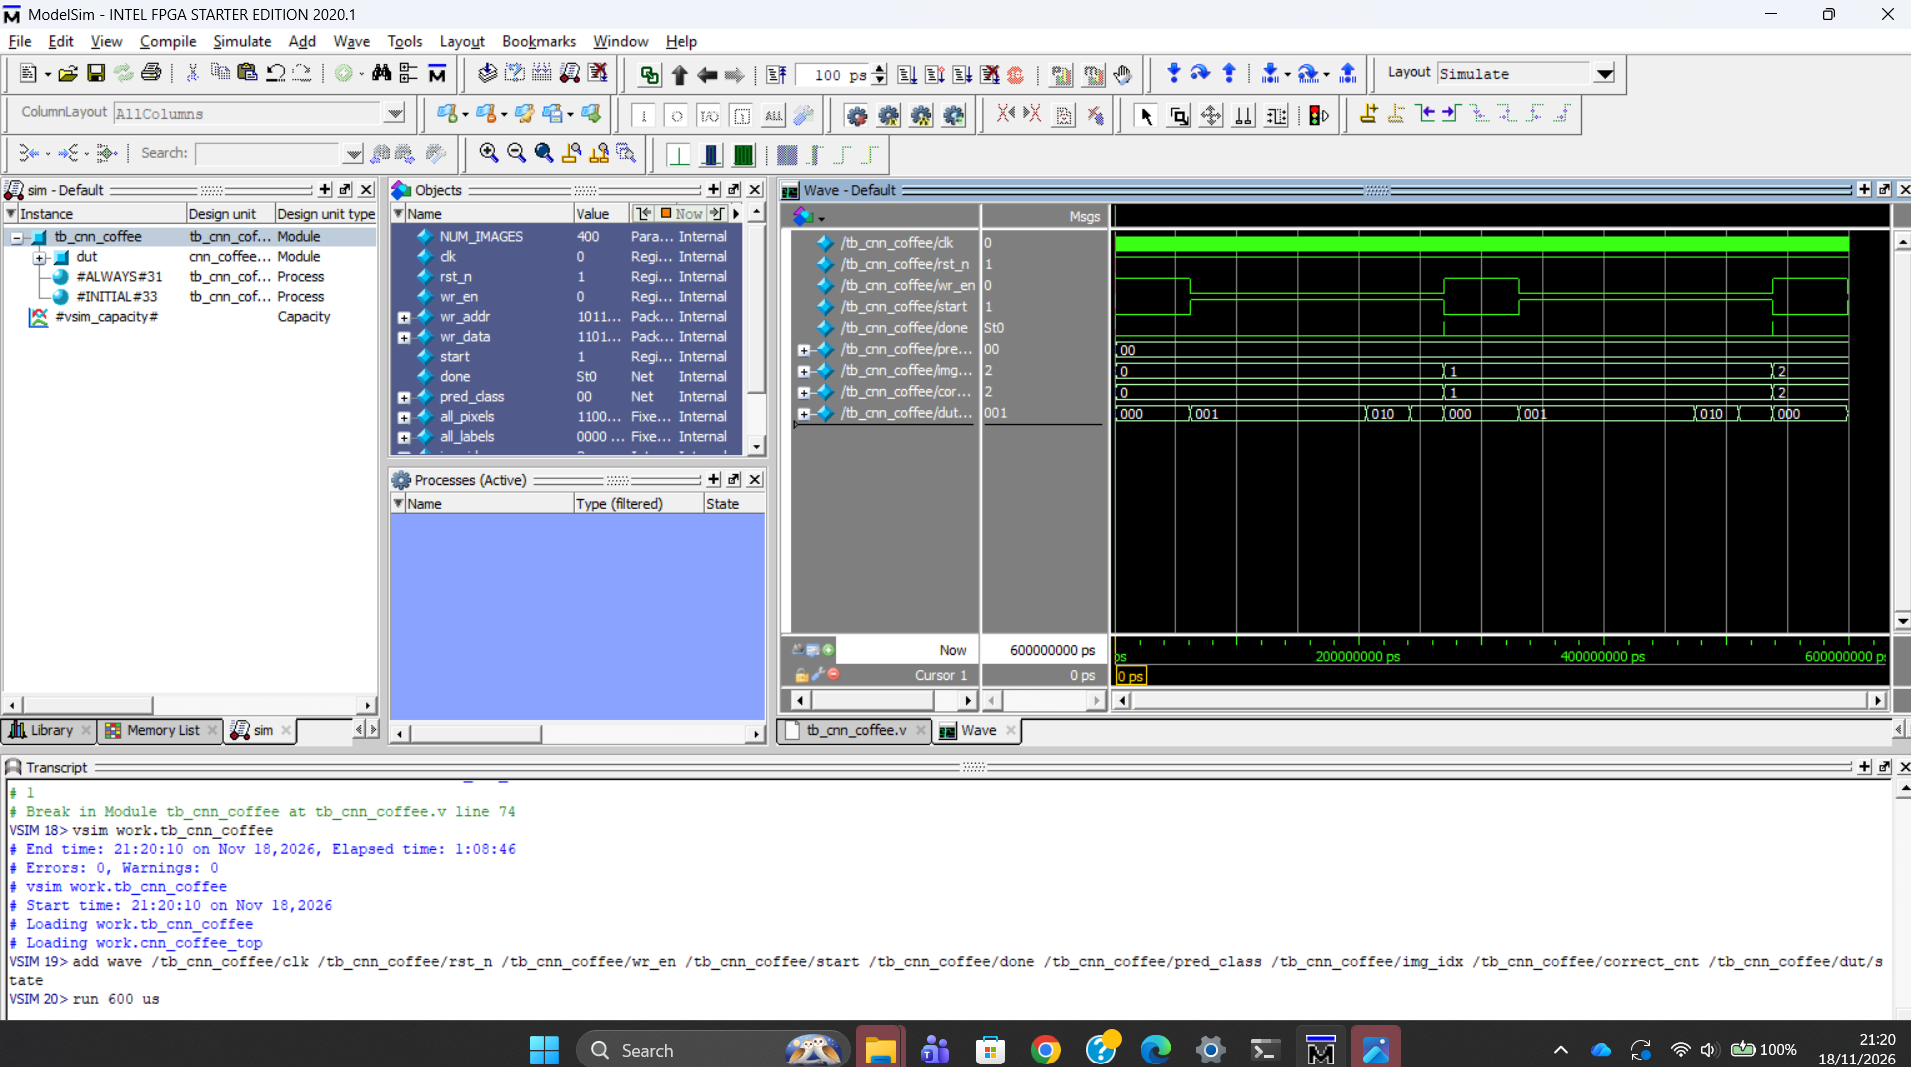 ModelSim - INTEL FPGA STARTER EDITION 2020.1
File Edit View Compile Simulate Add Wave Tools Layout Bookmarks Window Help
100 ps
Layout Simulate
ColumnLayout AllColumns
Search:
sim - Default
Instance Design unit Design unit type
tb_cnn_coffee tb_cnn_cof... Module
dut cnn_coffee... Module
#ALWAYS#31 tb_cnn_cof... Process
#INITIAL#33 tb_cnn_cof... Process
#vsim_capacity# Capacity
Library Memory List sim
Objects
Name Value Now
NUM_IMAGES 400 Para... Internal
clk 0 Regi... Internal
rst_n 1 Regi... Internal
wr_en 0 Regi... Internal
wr_addr 1011... Pack... Internal
wr_data 1101... Pack... Internal
start 1 Regi... Internal
done St0 Net Internal
pred_class 00 Net Internal
all_pixels 1100... Fixe... Internal
all_labels 0000 ... Fixe... Internal
Processes (Active)
Name Type (filtered) State
Wave - Default
Msgs
/tb_cnn_coffee/clk 0
/tb_cnn_coffee/rst_n 1
/tb_cnn_coffee/wr_en 0
/tb_cnn_coffee/start 1
/tb_cnn_coffee/done St0
/tb_cnn_coffee/pre... 00 00
/tb_cnn_coffee/img... 2 0 1 2
/tb_cnn_coffee/cor... 2 0 1 2
/tb_cnn_coffee/dut... 001 000 001 010 000 001 010 000
Now 600000000 ps ps 200000000 ps 400000000 ps 600000000 ps
Cursor 1 0 ps 0 ps
tb_cnn_coffee.v Wave
Transcript
# 1
# Break in Module tb_cnn_coffee at tb_cnn_coffee.v line 74
VSIM 18> vsim work.tb_cnn_coffee
# End time: 21:20:10 on Nov 18,2026, Elapsed time: 1:08:46
# Errors: 0, Warnings: 0
# vsim work.tb_cnn_coffee
# Start time: 21:20:10 on Nov 18,2026
# Loading work.tb_cnn_coffee
# Loading work.cnn_coffee_top
VSIM 19> add wave /tb_cnn_coffee/clk /tb_cnn_coffee/rst_n /tb_cnn_coffee/wr_en /tb_cnn_coffee/start /tb_cnn_coffee/done /tb_cnn_coffee/pred_class /tb_cnn_coffee/img_idx /tb_cnn_coffee/correct_cnt /tb_cnn_coffee/dut/s
tate
VSIM 20> run 600 us
Search
100%
21:20
18/11/2026